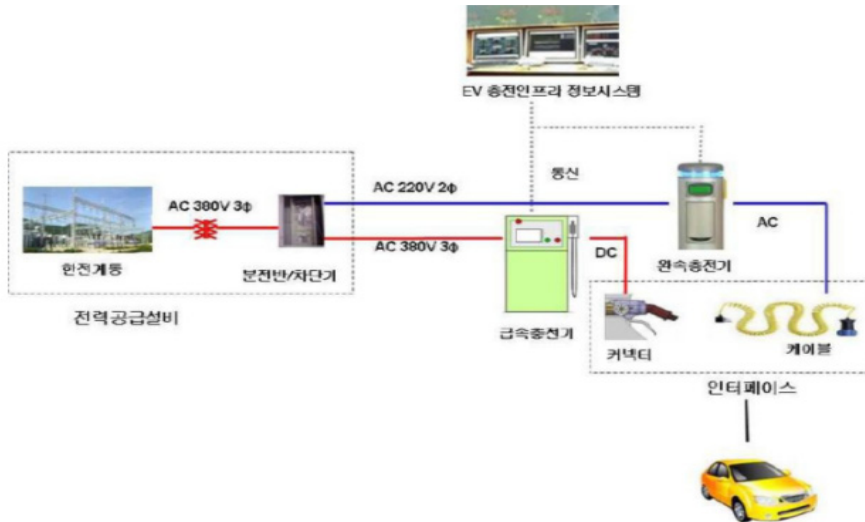 EV 충전인프라 정보시스템
통신
AC 220V 2ф
AC 380V 3ф
AC
한전계통
분전반/차단기
AC 380V 3ф
DC
완속충전기
전력공급설비
급속충전기
커넥터
케이블
인터페이스